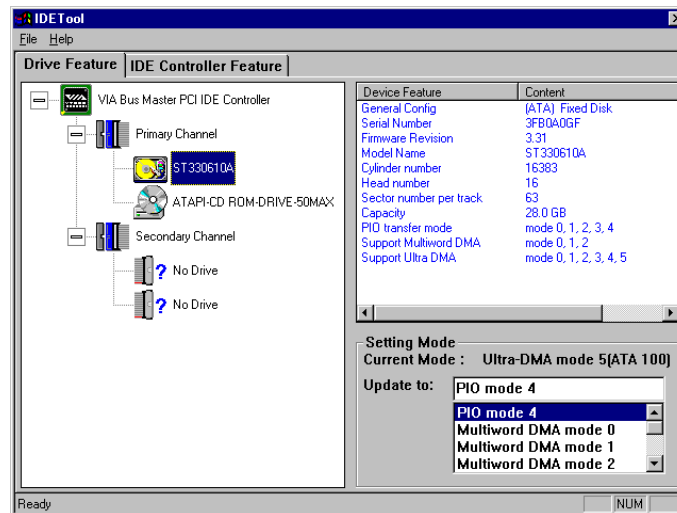 IDETool
File Help
Drive Feature IDE Controller Feature
VIA Bus Master PCI IDE Controller
Primary Channel
ST330610A
ATAPI-CD ROM-DRIVE-50MAX
Secondary Channel
No Drive
No Drive
Device Feature Content
General Config (ATA) Fixed Disk
Serial Number 3FB0A0GF
Firmware Revision 3.31
Model Name ST330610A
Cylinder number 16383
Head number 16
Sector number per track 63
Capacity 28.0 GB
PIO transfer mode mode 0, 1, 2, 3, 4
Support Multiword DMA mode 0, 1, 2
Support Ultra DMA mode 0, 1, 2, 3, 4, 5
Setting Mode
Current Mode : Ultra-DMA mode 5(ATA 100)
Update to: PIO mode 4
PIO mode 4
Multiword DMA mode 0
Multiword DMA mode 1
Multiword DMA mode 2
Ready NUM